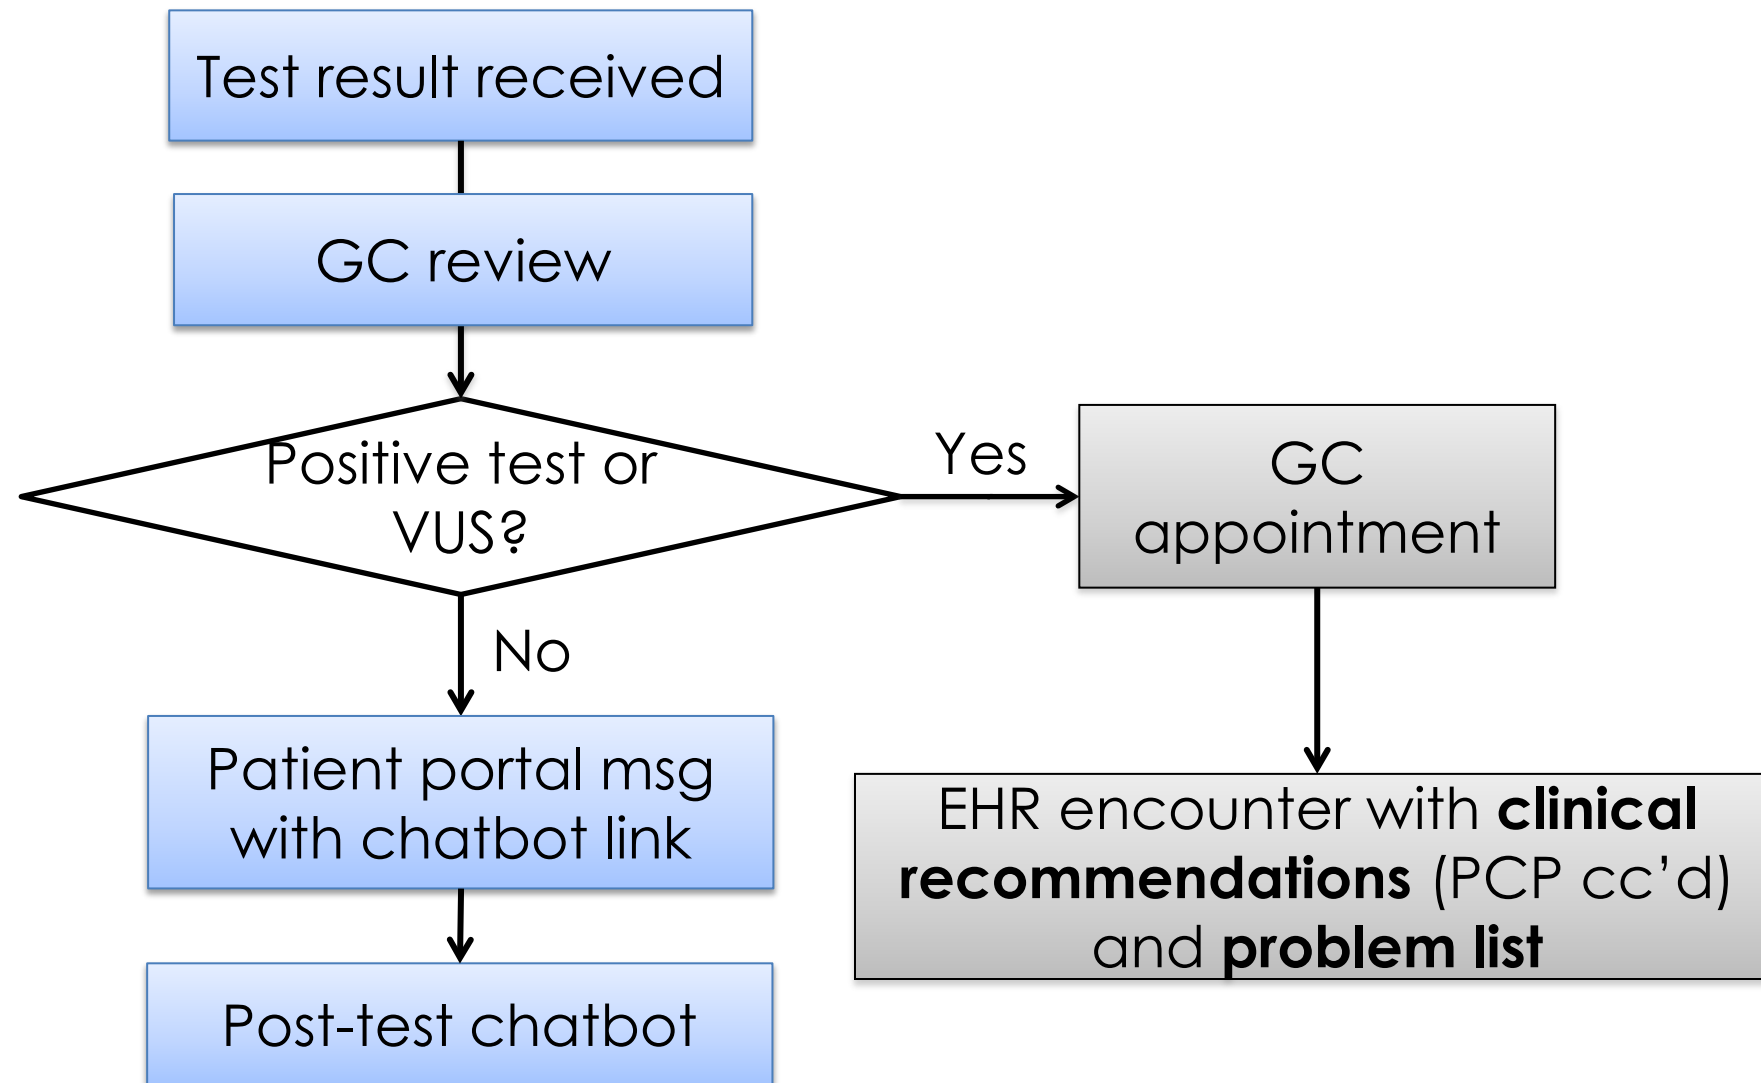 Test result received
GC review
Positive test or
VUS?
Yes
GC
appointment
No
Patient portal msg
with chatbot link
EHR encounter with clinical
recommendations (PCP cc’d)
and problem list
Post-test chatbot